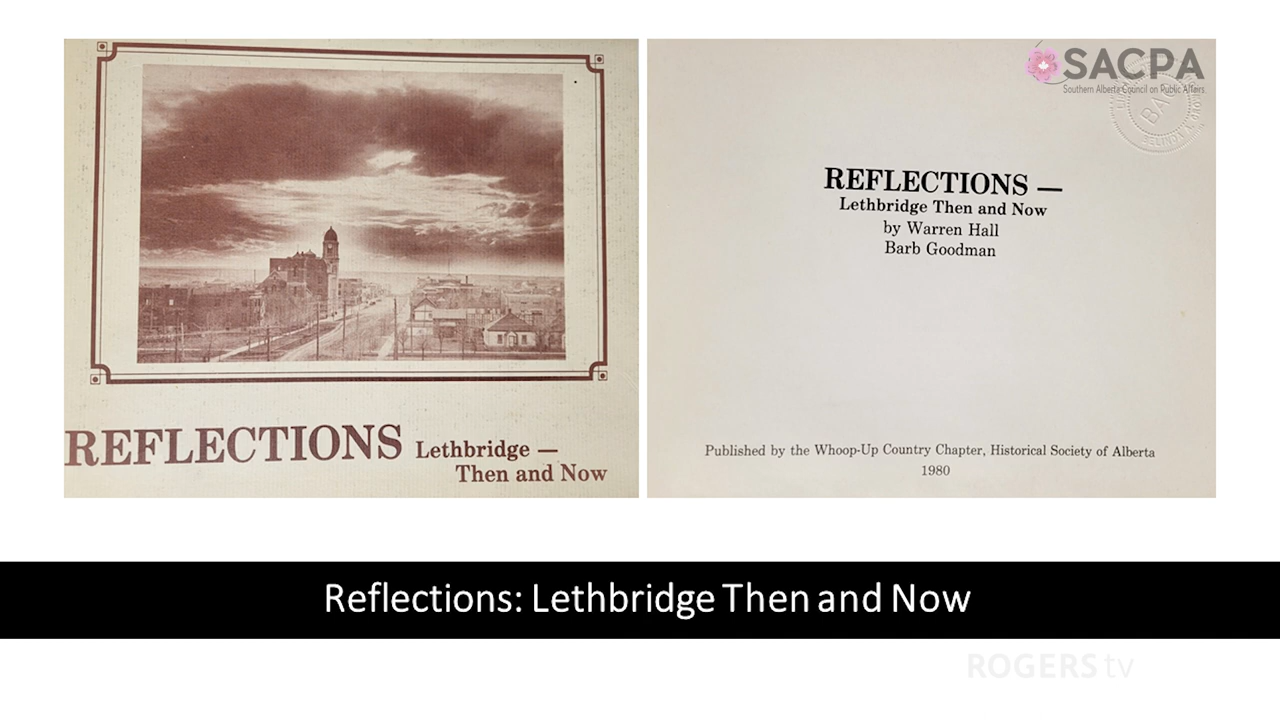 REFLECTIONS Lethbridge —
Then and Now
SACPA
Southern Alberta Council on Public Affairs
REFLECTIONS —
Lethbridge Then and Now
by Warren Hall
Barb Goodman
Published by the Whoop-Up Country Chapter, Historical Society of Alberta
1980
Reflections: Lethbridge Then and Now
ROGERS tv